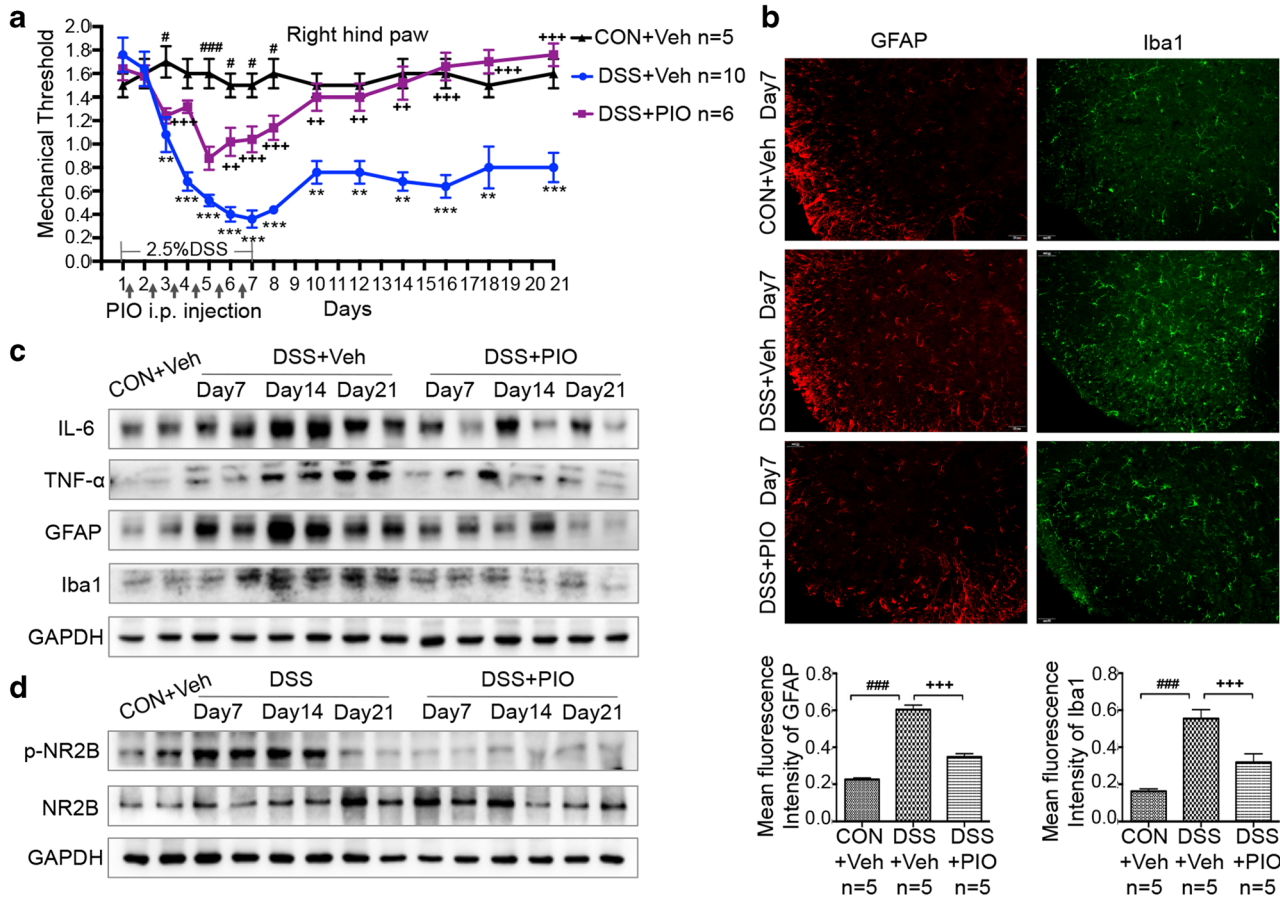 a
Right hind paw
Mechanical Threshold
2.0
1.8
1.6
1.4
1.2
1.0
0.8
0.6
0.4
0.2
0.0
CON+Veh n=5
DSS+Veh n=10
DSS+PIO n=6
# ### # # #
+++ ++ +++ +++ ++ ++ ++ +++ +++ +++
** *** *** *** *** *** ** ** ** *** ** ***
2.5%DSS
1 2 3 4 5 6 7 8 9 10 11 12 13 14 15 16 17 18 19 20 21
PIO i.p. injection
Days
b
GFAP
Iba1
CON+Veh Day7
DSS+Veh Day7
DSS+PIO Day7
Mean fluorescence
Intensity of GFAP
0.8
0.6
0.4
0.2
0.0
### +++
CON DSS DSS
+Veh +Veh +PIO
n=5 n=5 n=5
Mean fluorescence
Intensity of Iba1
0.8
0.6
0.4
0.2
0.0
### +++
CON DSS DSS
+Veh +Veh +PIO
n=5 n=5 n=5
c
CON+Veh
DSS+Veh
DSS+PIO
Day7 Day14 Day21 Day7 Day14 Day21
IL-6
TNF-α
GFAP
Iba1
GAPDH
d
CON+Veh
DSS
DSS+PIO
Day7 Day14 Day21 Day7 Day14 Day21
p-NR2B
NR2B
GAPDH